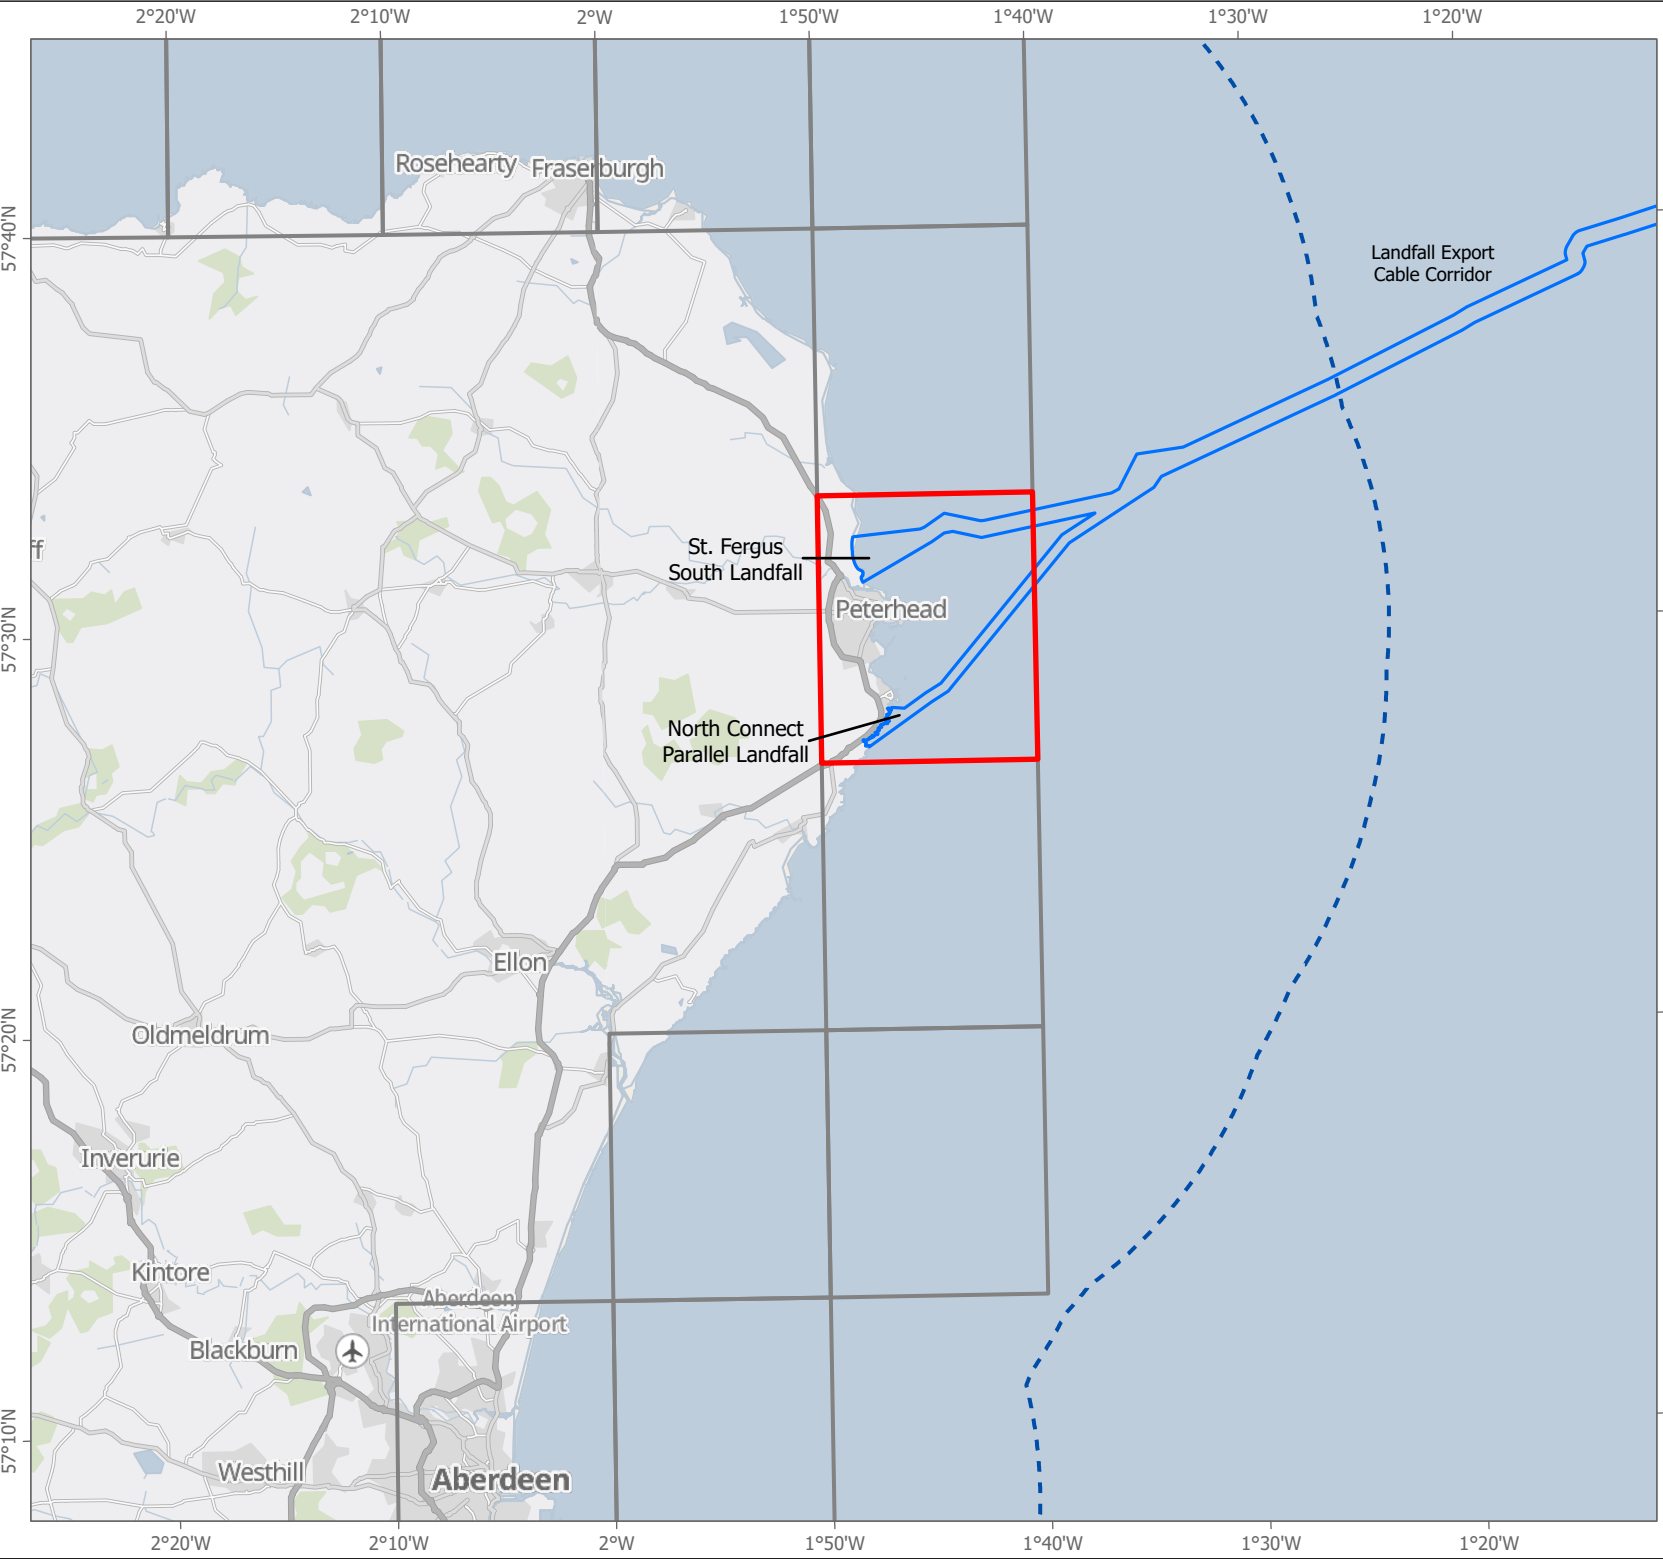 2°20'W 2°10'W 2°W 1°50'W 1°40'W 1°30'W 1°20'W
Rosehearty Fraserburgh
57°40'N
Landfall Export
Cable Corridor
ff
St. Fergus
South Landfall
Peterhead
57°30'N
North Connect
Parallel Landfall
Ellon
57°20'N
Oldmeldrum
Inverurie
Kintore
Aberdeen
International Airport
Blackburn
57°10'N
Westhill
Aberdeen
2°20'W 2°10'W 2°W 1°50'W 1°40'W 1°30'W 1°20'W